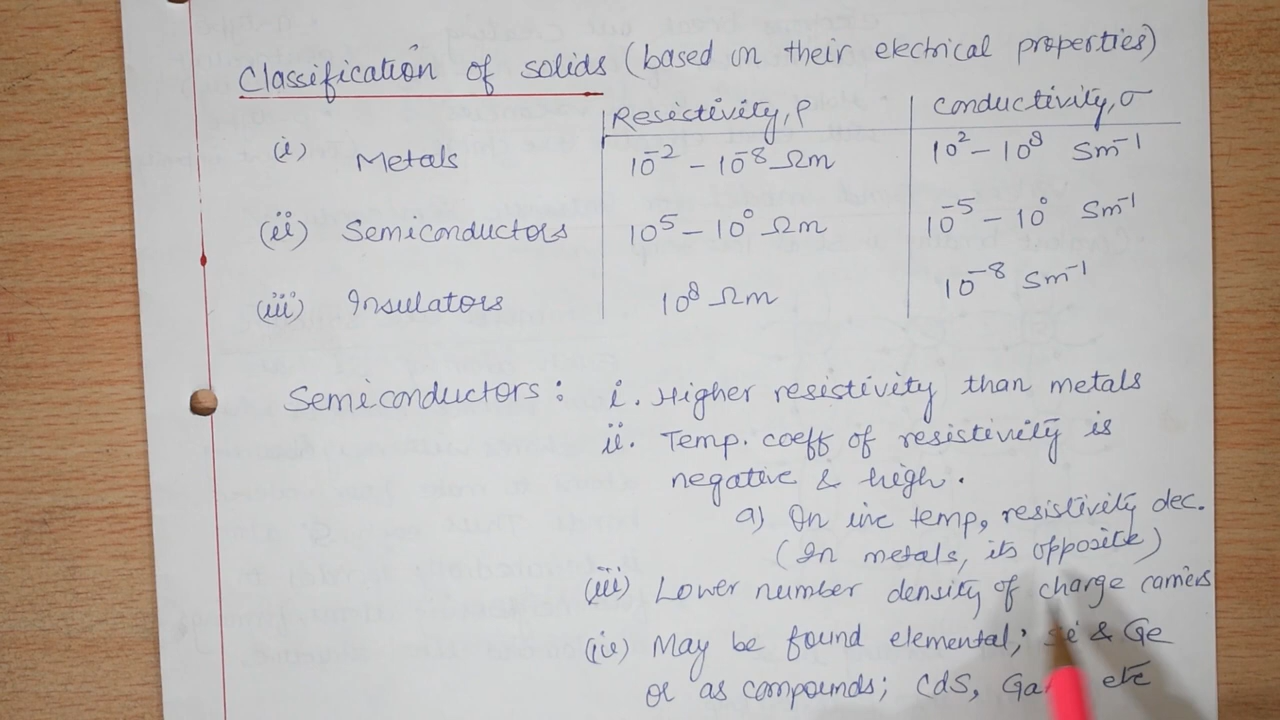 Classification of solids (based on their electrical properties)
Resistivity, ρ conductivity, σ
(i) Metals 10⁻² – 10⁻⁸ Ωm 10² – 10⁸ Sm⁻¹
(ii) Semiconductors 10⁵ – 10⁰ Ωm 10⁻⁵ – 10⁰ Sm⁻¹
(iii) Insulators 10⁸ Ωm 10⁻⁸ Sm⁻¹
Semiconductors : i. Higher resistivity than metals
ii. Temp. coeff of resistivity is
negative & high.
a) On inc temp, resistivity dec.
(In metals, its opposite)
(iii) Lower number density of charge carriers
(iv) May be found elemental; Si & Ge
or as compounds; CdS, etc